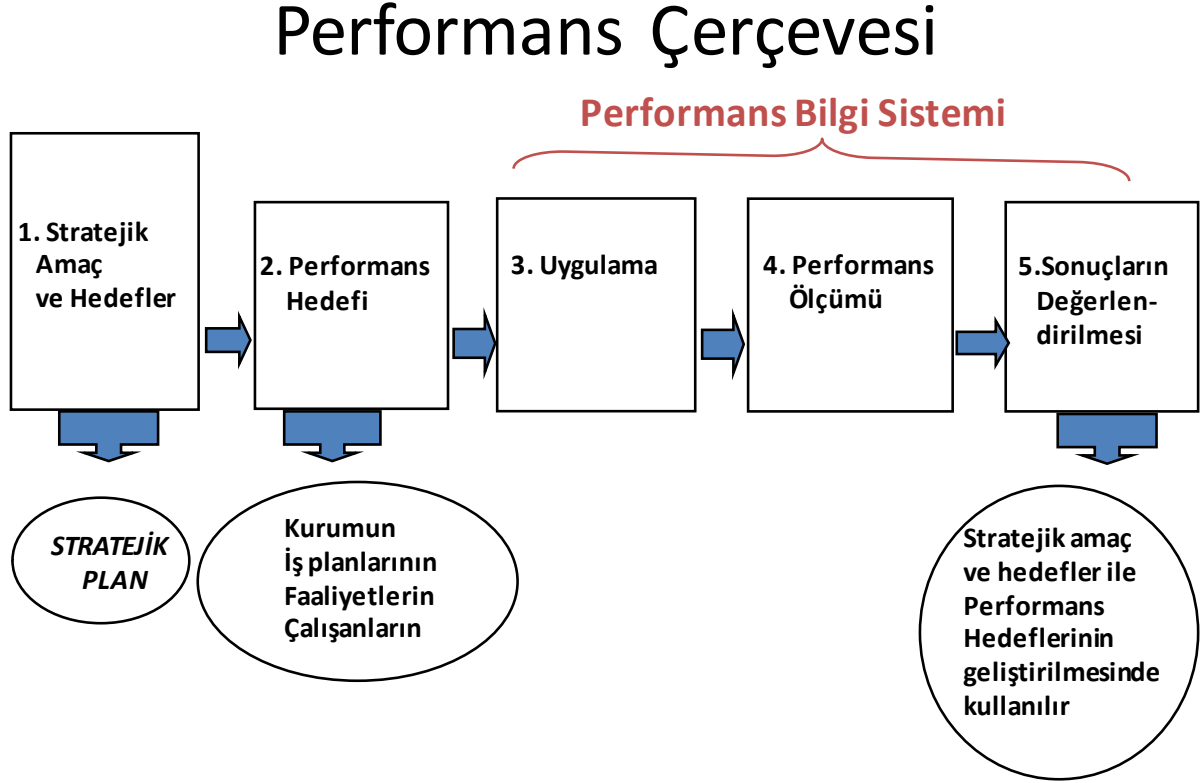 Performans Çerçevesi
Performans Bilgi Sistemi
1. Stratejik
Amaç
ve Hedefler
2. Performans
Hedefi
3. Uygulama
4. Performans
Ölçümü
5.Sonuçların
Değerlen-
dirilmesi
STRATEJİK
PLAN
Kurumun
İş planlarının
Faaliyetlerin
Çalışanların
Stratejik amaç
ve hedefler ile
Performans
Hedeflerinin
geliştirilmesinde
kullanılır